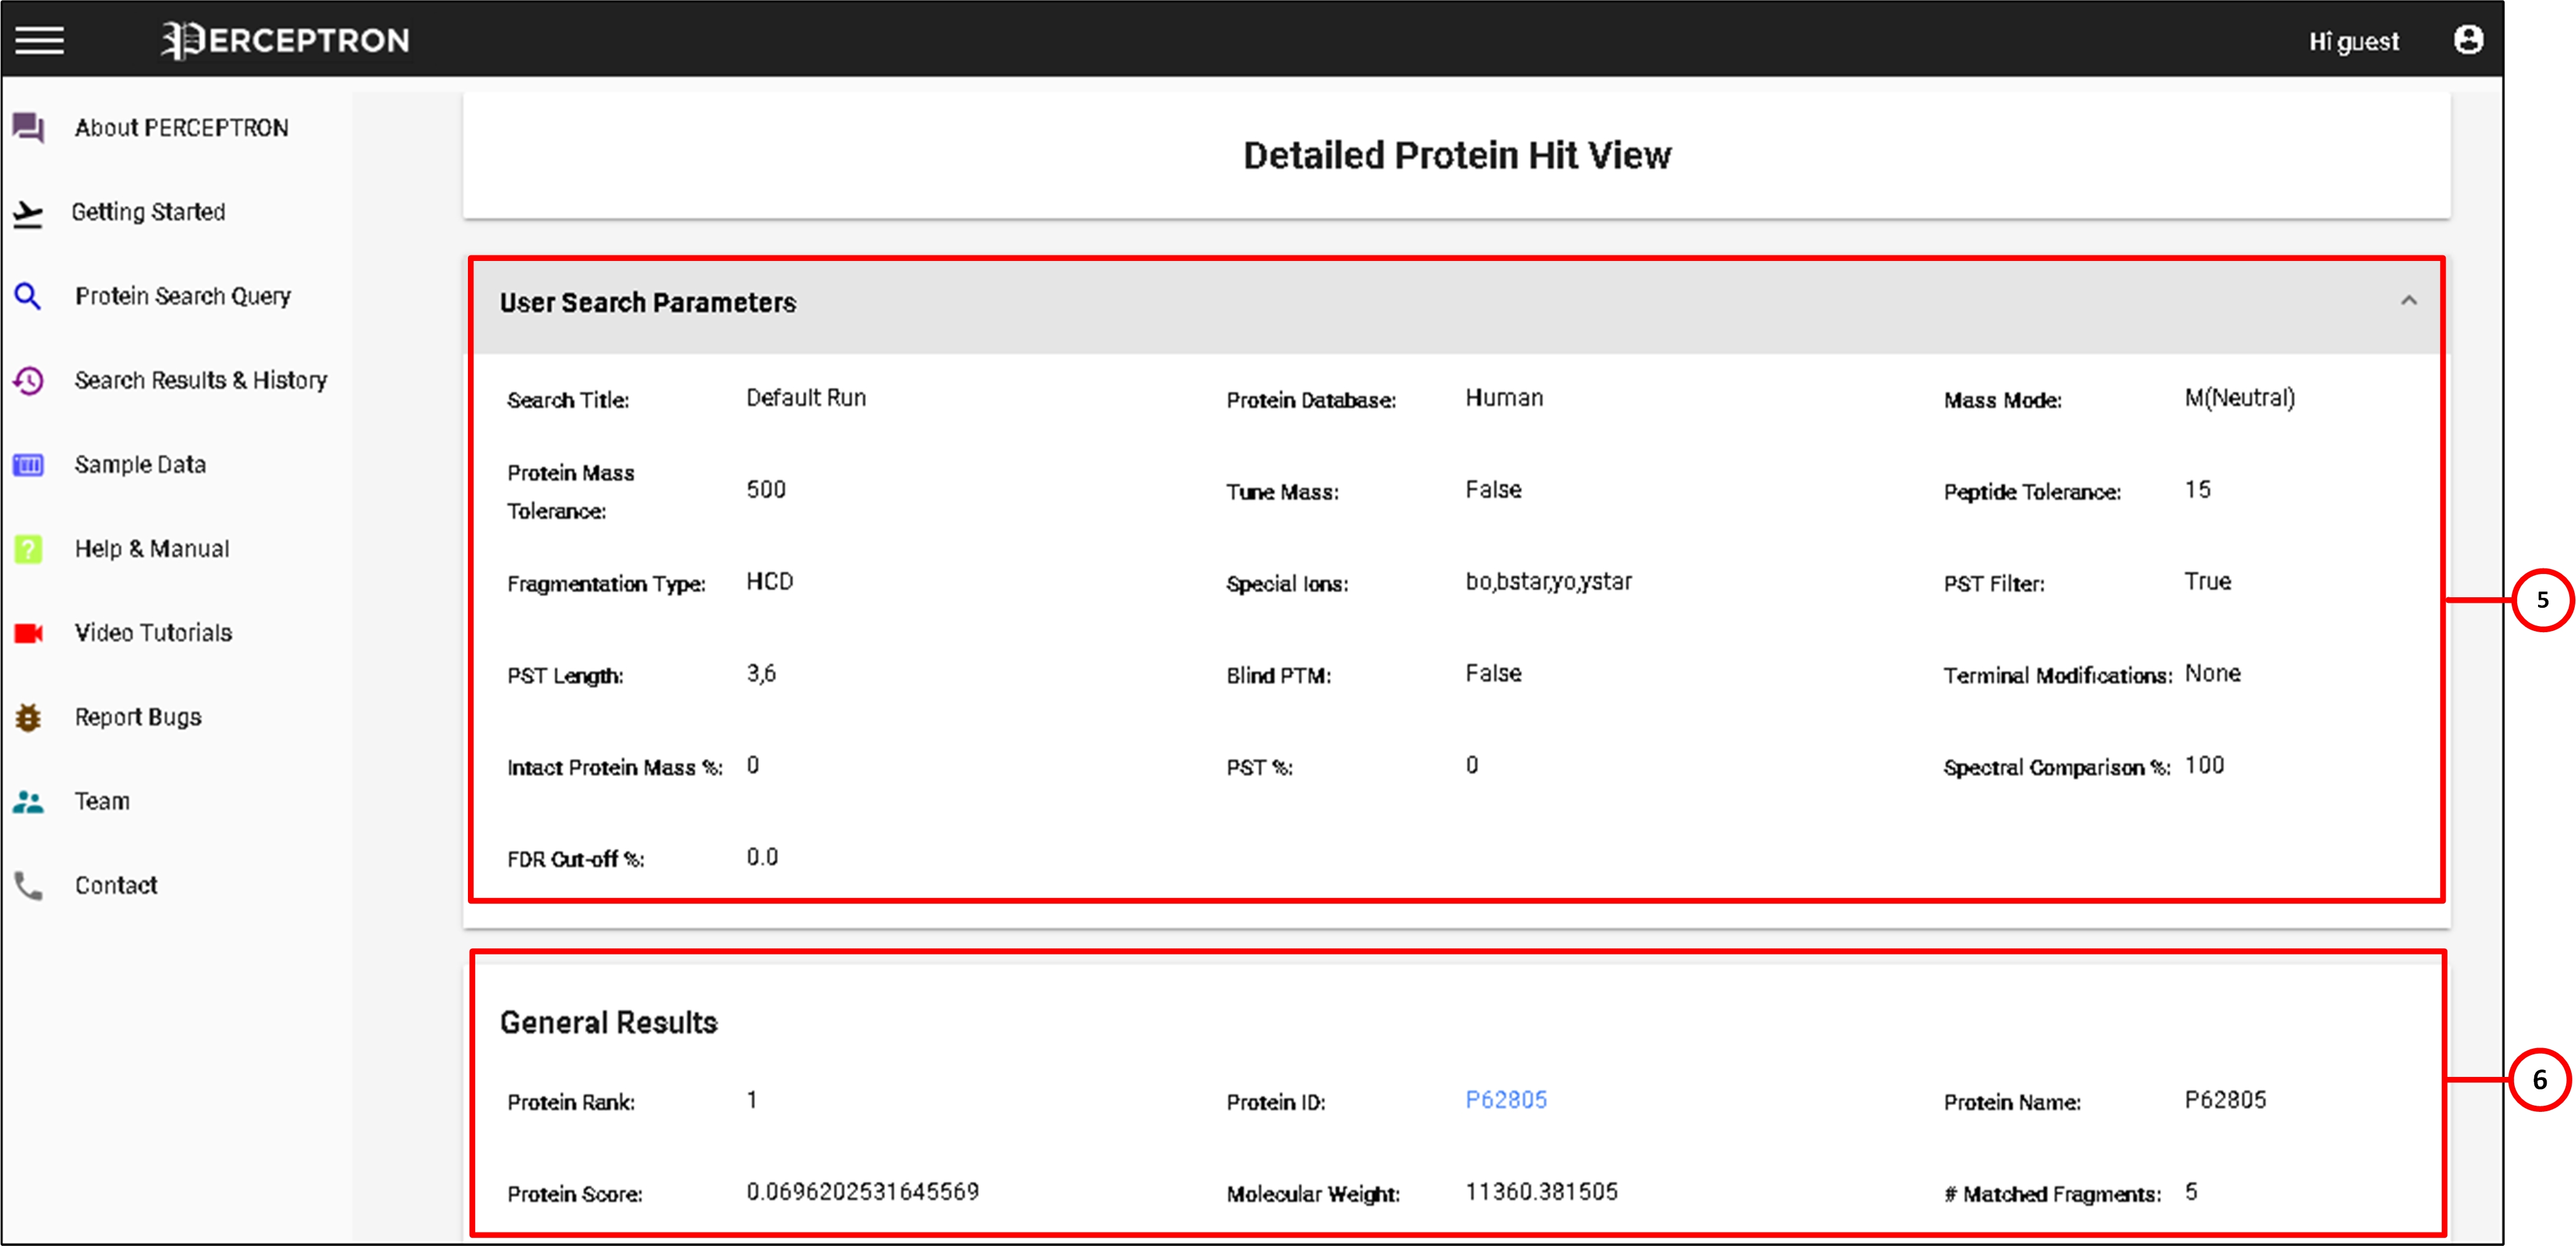 PERCEPTRON
Hi guest
About PERCEPTRON
Getting Started
Protein Search Query
Search Results & History
Sample Data
Help & Manual
?
Video Tutorials
Report Bugs
Team
Contact
Detailed Protein Hit View
User Search Parameters
Search Title: Default Run Protein Database: Human Mass Mode: M(Neutral)
Protein Mass
Tolerance: 500 Tune Mass: False Peptide Tolerance: 15
Fragmentation Type: HCD Special Ions: bo,bstar,yo,ystar PST Filter: True
PST Length: 3,6 Blind PTM: False Terminal Modifications: None
Intact Protein Mass %: 0 PST %: 0 Spectral Comparison %: 100
FDR Cut-off %: 0.0
5
General Results
Protein Rank: 1 Protein ID: P62805 Protein Name: P62805
Protein Score: 0.0696202531645569 Molecular Weight: 11360.381505 # Matched Fragments: 5
6